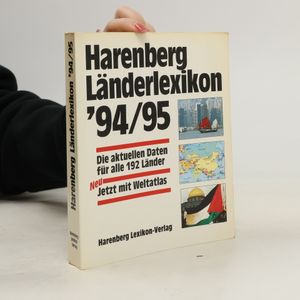 Harenberg
Länderlexikon
'94/95
Die aktuellen Daten
für alle 192 Länder
Neu
Jetzt mit Weltatlas
Harenberg Lexikon-Verlag
Harenberg Länderlexikon '94/95